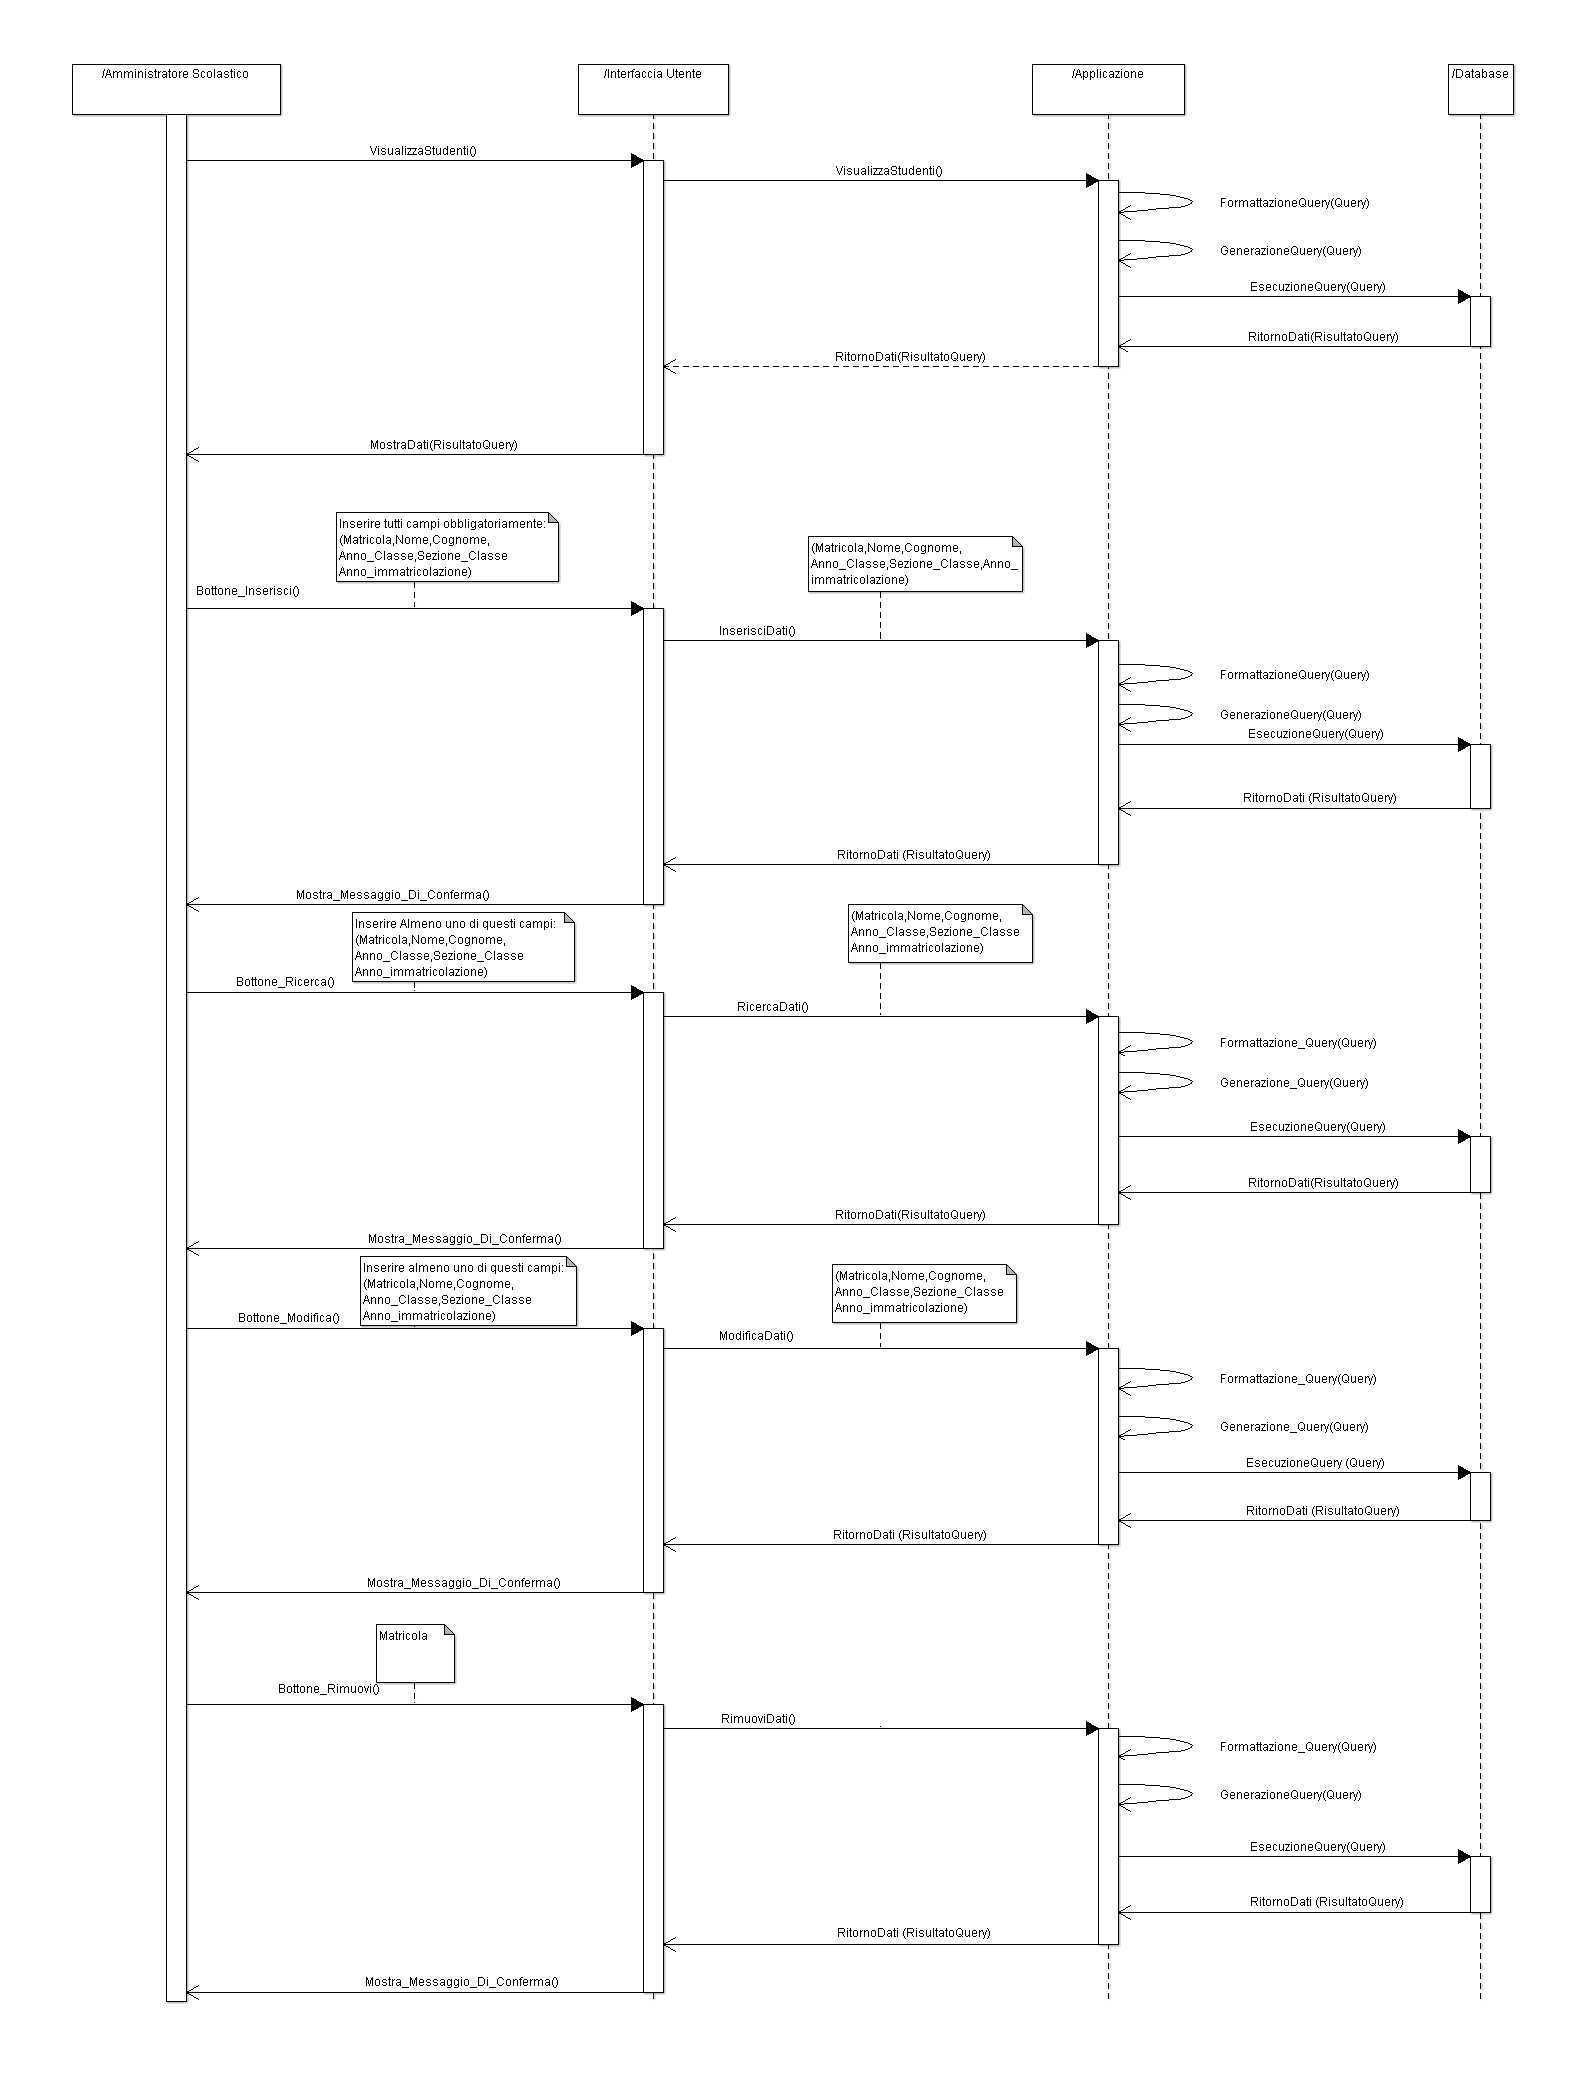 /Amministratore Scolastico
/Interfaccia Utente
/Applicazione
/Database
VisualizzaStudenti()
VisualizzaStudenti()
FormattazioneQuery(Query)
GenerazioneQuery(Query)
EsecuzioneQuery(Query)
RitornoDati(RisultatoQuery)
RitornoDati(RisultatoQuery)
MostraDati(RisultatoQuery)
Inserire tutti campi obbligatoriamente:
(Matricola,Nome,Cognome,
Anno_Classe,Sezione_Classe
Anno_immatricolazione)
(Matricola,Nome,Cognome,
Anno_Classe,Sezione_Classe,Anno_
immatricolazione)
Bottone_Inserisci()
InserisciDati()
FormattazioneQuery(Query)
GenerazioneQuery(Query)
EsecuzioneQuery(Query)
RitornoDati (RisultatoQuery)
RitornoDati (RisultatoQuery)
Mostra_Messaggio_Di_Conferma()
Inserire Almeno uno di questi campi:
(Matricola,Nome,Cognome,
Anno_Classe,Sezione_Classe
Anno_immatricolazione)
(Matricola,Nome,Cognome,
Anno_Classe,Sezione_Classe
Anno_immatricolazione)
Bottone_Ricerca()
RicercaDati()
Formattazione_Query(Query)
Generazione_Query(Query)
EsecuzioneQuery(Query)
RitornoDati(RisultatoQuery)
RitornoDati(RisultatoQuery)
Mostra_Messaggio_Di_Conferma()
Inserire almeno uno di questi campi:
(Matricola,Nome,Cognome,
Anno_Classe,Sezione_Classe
Anno_immatricolazione)
(Matricola,Nome,Cognome,
Anno_Classe,Sezione_Classe
Anno_immatricolazione)
Bottone_Modifica()
ModificaDati()
Formattazione_Query(Query)
Generazione_Query(Query)
EsecuzioneQuery (Query)
RitornoDati (RisultatoQuery)
RitornoDati (RisultatoQuery)
Mostra_Messaggio_Di_Conferma()
Matricola
Bottone_Rimuovi()
RimuoviDati()
Formattazione_Query(Query)
GenerazioneQuery(Query)
EsecuzioneQuery(Query)
RitornoDati (RisultatoQuery)
RitornoDati (RisultatoQuery)
Mostra_Messaggio_Di_Conferma()